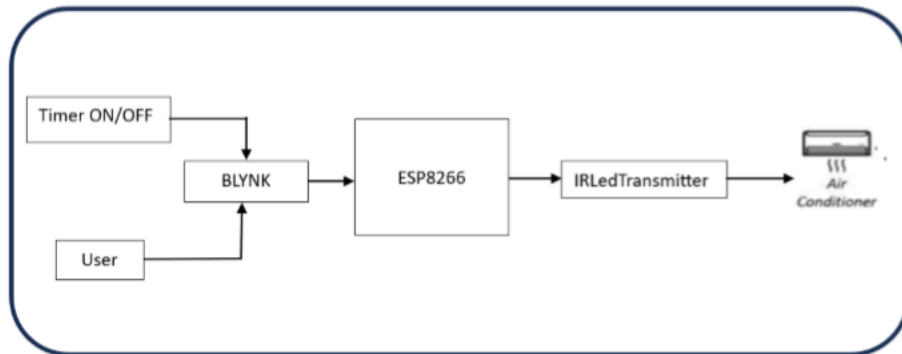 Timer ON/OFF
BLYNK
User
ESP8266
IRLedTransmitter
Air
Conditioner